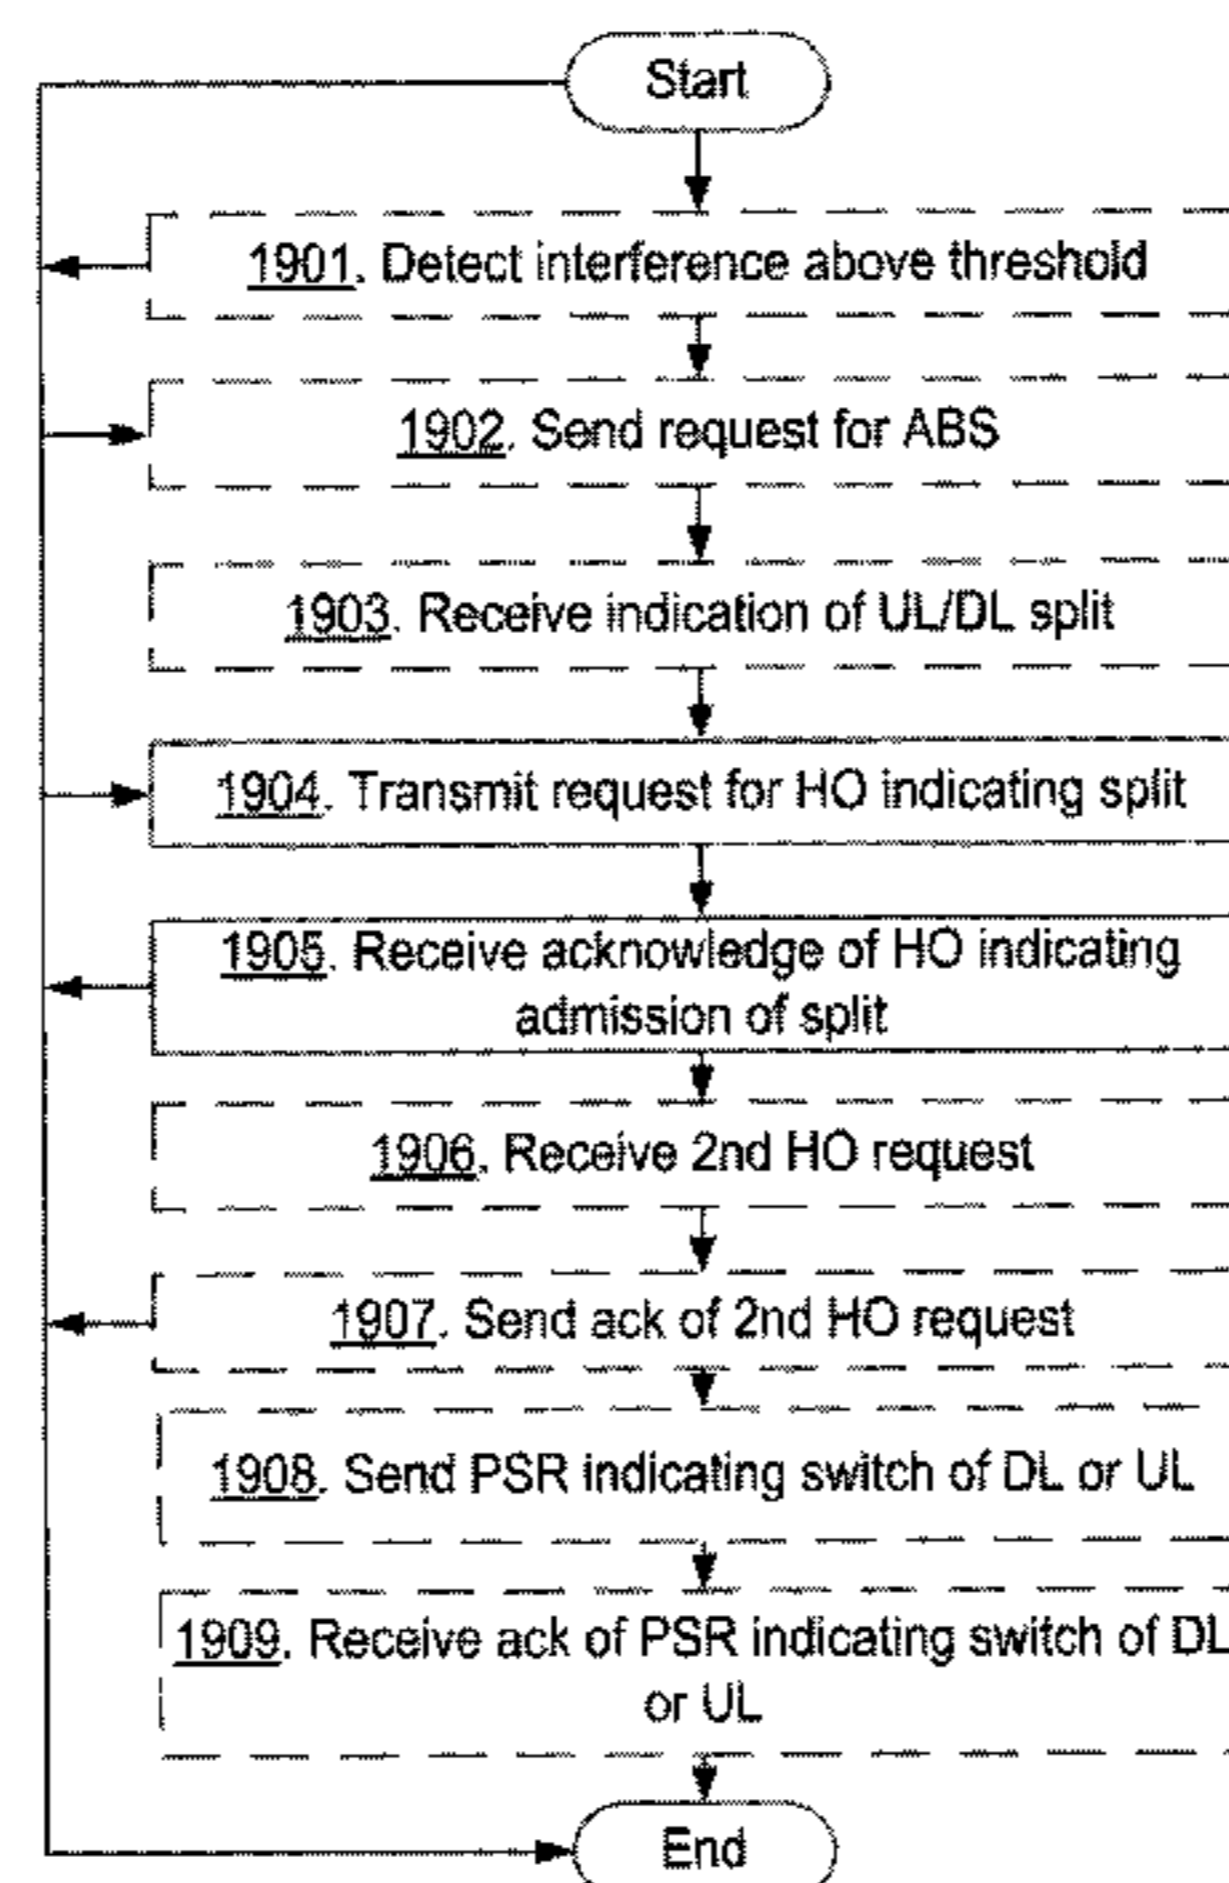 Start
1901. Detect interference above threshold
1902. Send request for ABS
1903. Receive indication of UL/DL split
1904. Transmit request for HO indicating split
1905. Receive acknowledge of HO indicating
admission of split
1906. Receive 2nd HO request
1907. Send ack of 2nd HO request
1908. Send PSR indicating switch of DL or UL
1909. Receive ack of PSR indicating switch of DL
or UL
End